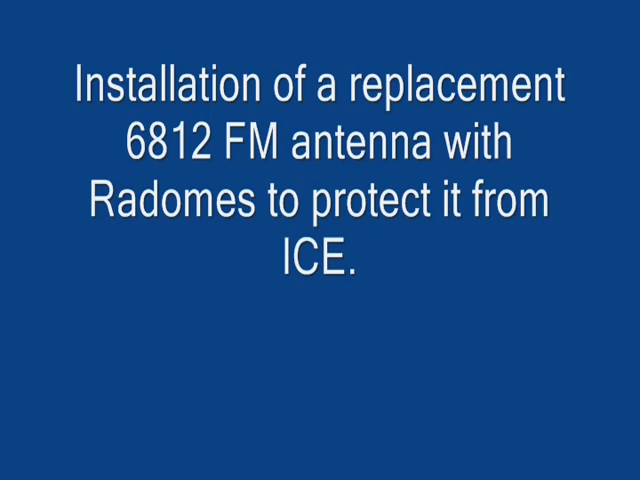 Installation of a replacement
6812 FM antenna with
Radomes to protect it from
ICE.